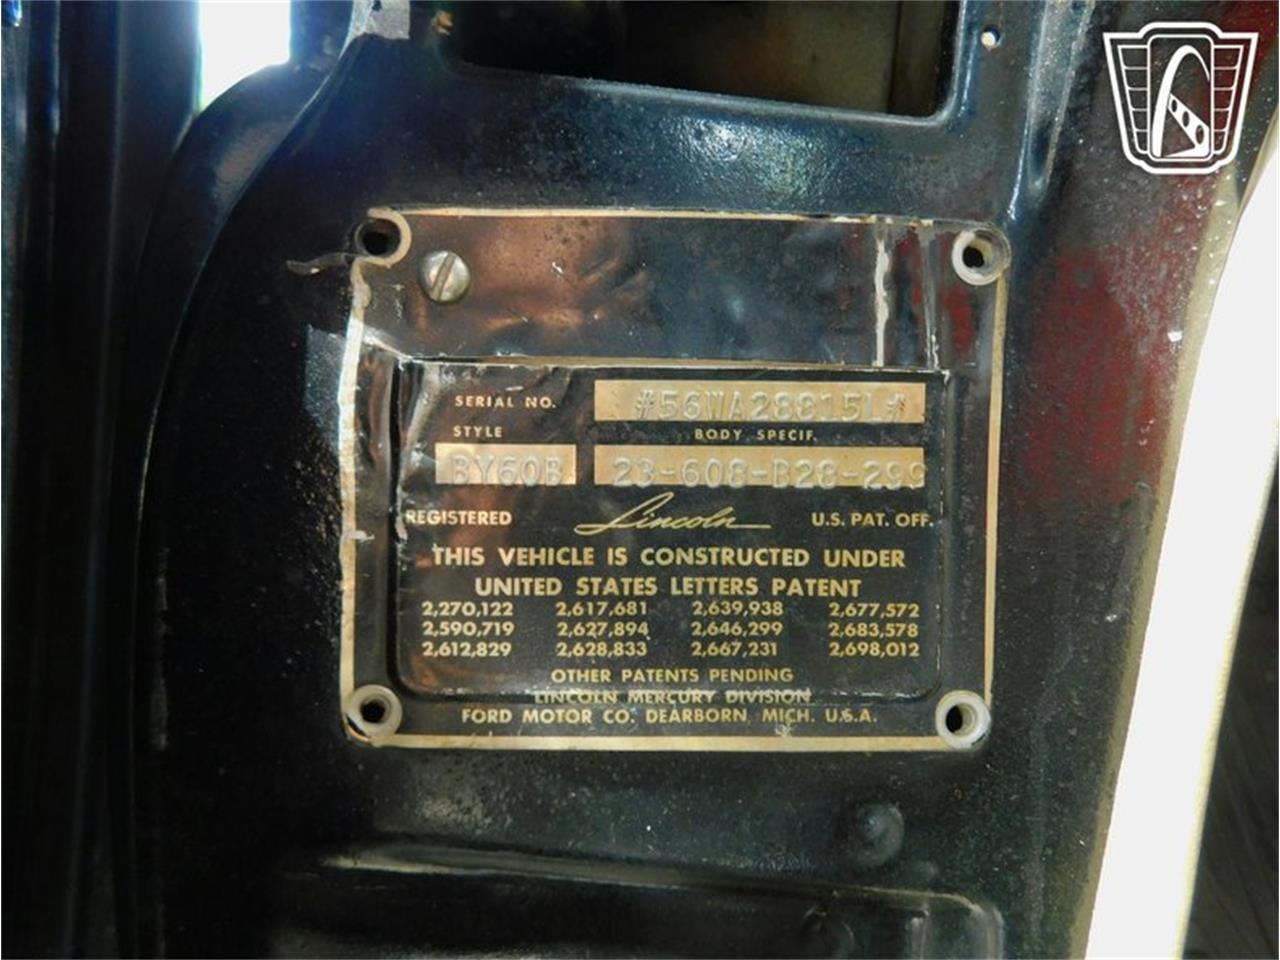 SERIAL NO. #56WA28815L#
STYLE BODY SPECIF.
BY60B 23-608-B28-299
REGISTERED Lincoln U.S. PAT. OFF.
THIS VEHICLE IS CONSTRUCTED UNDER
UNITED STATES LETTERS PATENT
2,270,122 2,617,681 2,639,938 2,677,572
2,590,719 2,627,894 2,646,299 2,683,578
2,612,829 2,628,833 2,667,231 2,698,012
OTHER PATENTS PENDING
LINCOLN MERCURY DIVISION
FORD MOTOR CO. DEARBORN, MICH. U.S.A.